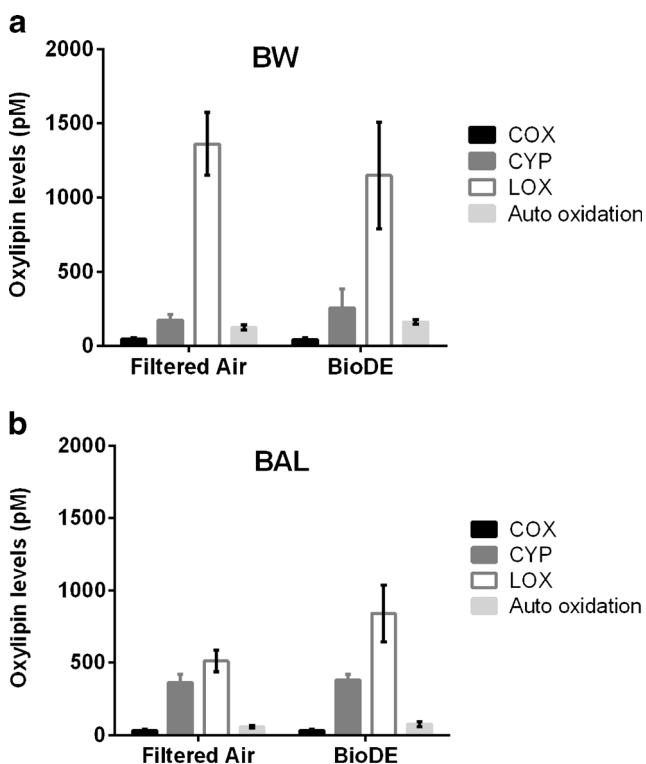 a
BW
Oxylipin levels (pM)
2000
1500
1000
500
0
Filtered Air
BioDE
COX
CYP
LOX
Auto oxidation
b
BAL
Oxylipin levels (pM)
2000
1500
1000
500
0
Filtered Air
BioDE
COX
CYP
LOX
Auto oxidation